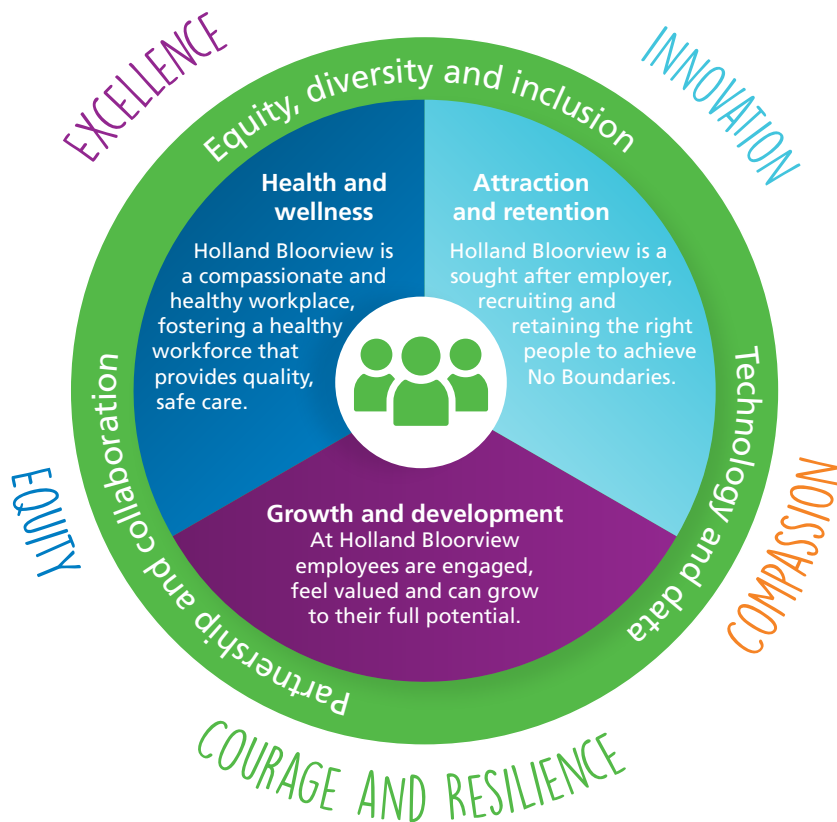 EXCELLENCE
INNOVATION
Equity, diversity and inclusion
Health and
wellness
Holland Bloorview is
a compassionate and
healthy workplace,
fostering a healthy
workforce that
provides quality,
safe care.
Attraction
and retention
Holland Bloorview is a
sought after employer,
recruiting and
retaining the right
people to achieve
No Boundaries.
Technology and data
Partnership and collaboration
EQUITY
COMPASSION
Growth and development
At Holland Bloorview
employees are engaged,
feel valued and can grow
to their full potential.
COURAGE AND RESILIENCE